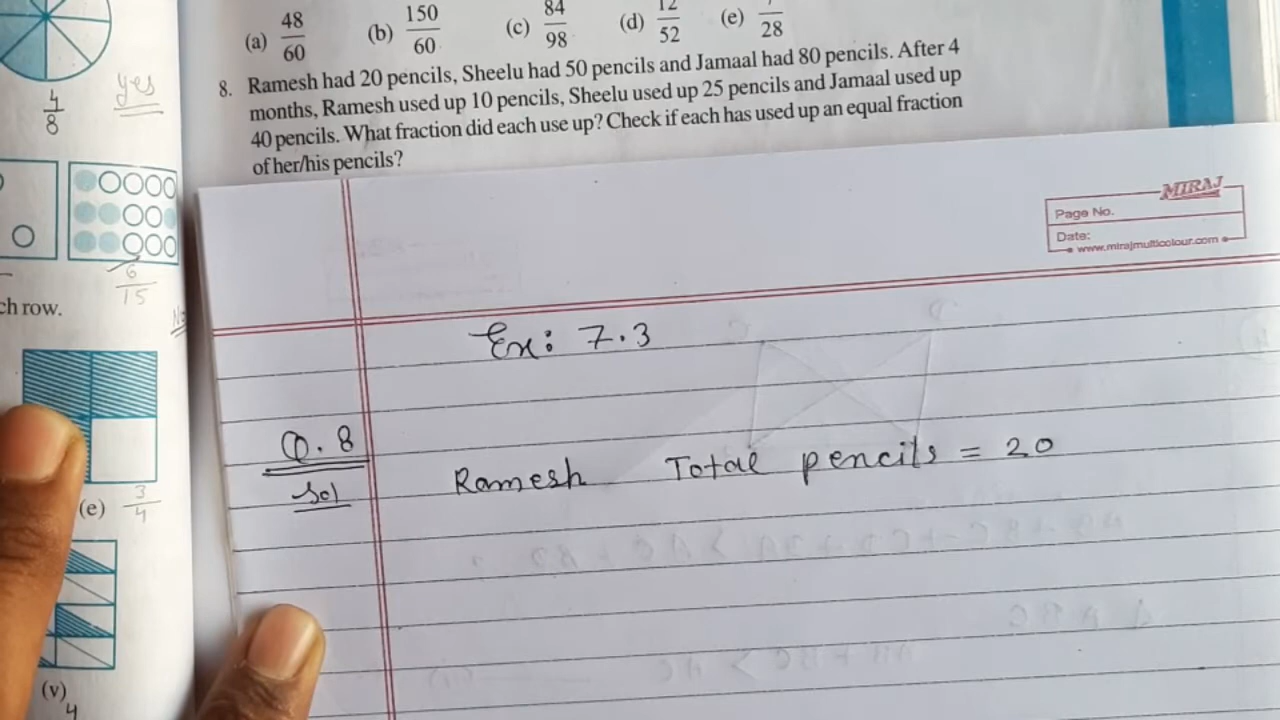 (a) 48/60 (b) 150/60 (c) 84/98 (d) 12/52 (e) /28
8. Ramesh had 20 pencils, Sheelu had 50 pencils and Jamaal had 80 pencils. After 4
months, Ramesh used up 10 pencils, Sheelu used up 25 pencils and Jamaal used up
40 pencils. What fraction did each use up? Check if each has used up an equal fraction
of her/his pencils?
yes
4/8
6/15
ch row.
(e) 3/4
(v)
4
MIRAJ
Page No.
Date:
www.mirajmulticolour.com
Ex: 7.3
Q. 8
Sol
Ramesh Total pencils = 20